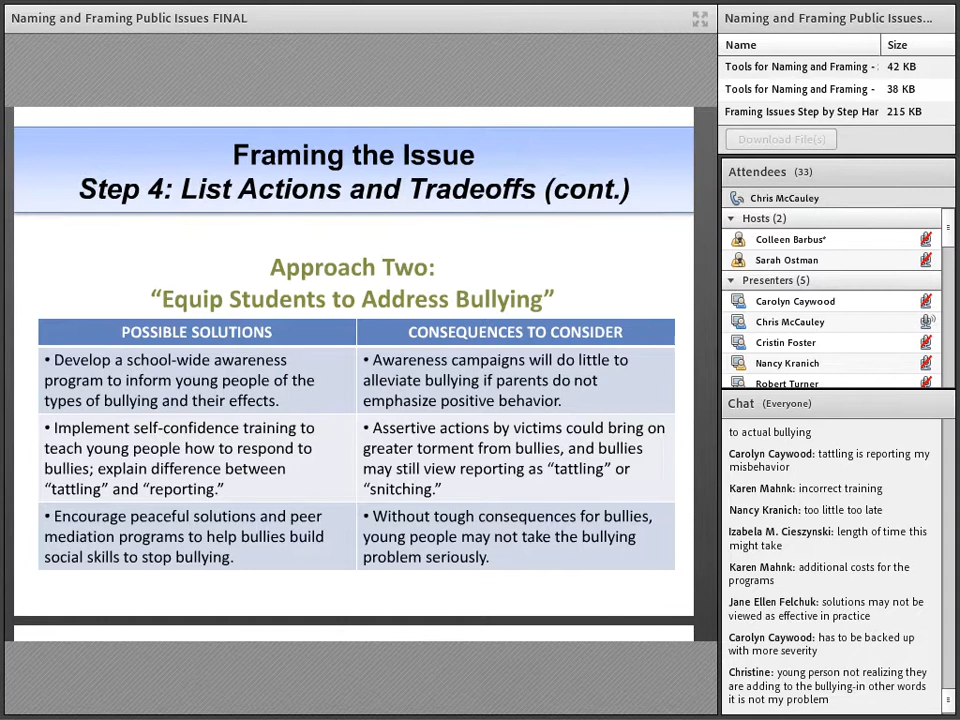 Naming and Framing Public Issues FINAL
Framing the Issue
Step 4: List Actions and Tradeoffs (cont.)
Approach Two:
“Equip Students to Address Bullying”
POSSIBLE SOLUTIONS
CONSEQUENCES TO CONSIDER
• Develop a school-wide awareness
program to inform young people of the
types of bullying and their effects.
• Awareness campaigns will do little to
alleviate bullying if parents do not
emphasize positive behavior.
• Implement self-confidence training to
teach young people how to respond to
bullies; explain difference between
“tattling” and “reporting.”
• Assertive actions by victims could bring on
greater torment from bullies, and bullies
may still view reporting as “tattling” or
“snitching.”
• Encourage peaceful solutions and peer
mediation programs to help bullies build
social skills to stop bullying.
• Without tough consequences for bullies,
young people may not take the bullying
problem seriously.
Naming and Framing Public Issues...
Name Size
Tools for Naming and Framing - 42 KB
Tools for Naming and Framing - 38 KB
Framing Issues Step by Step Har 215 KB
Download File(s)
Attendees (33)
Chris McCauley
Hosts (2)
Colleen Barbus*
Sarah Ostman
Presenters (5)
Carolyn Caywood
Chris McCauley
Cristin Foster
Nancy Kranich
Robert Turner
Chat (Everyone)
to actual bullying
Carolyn Caywood: tattling is reporting my
misbehavior
Karen Mahnk: incorrect training
Nancy Kranich: too little too late
Izabela M. Cieszynski: length of time this
might take
Karen Mahnk: additional costs for the
programs
Jane Ellen Felchuk: solutions may not be
viewed as effective in practice
Carolyn Caywood: has to be backed up
with more severity
Christine: young person not realizing they
are adding to the bullying-in other words
it is not my problem